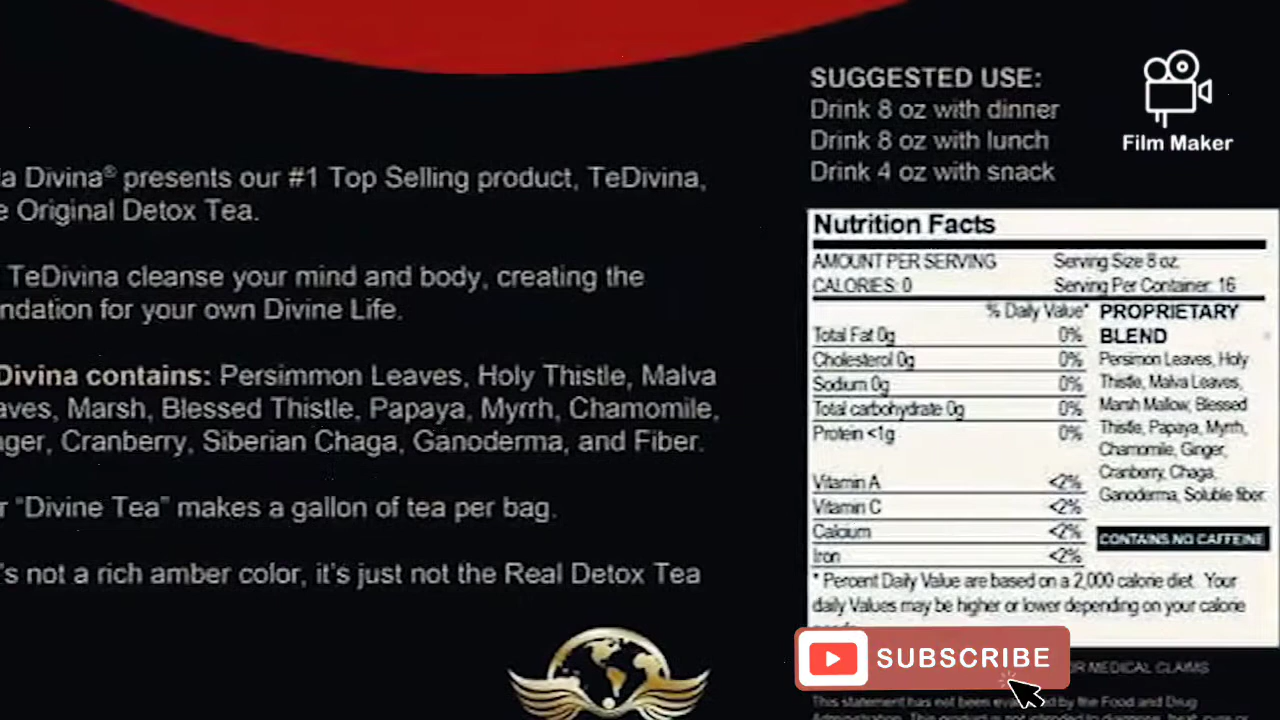 la Divina® presents our #1 Top Selling product, TeDivina,
e Original Detox Tea.
TeDivina cleanse your mind and body, creating the
ndation for your own Divine Life.
Divina contains: Persimmon Leaves, Holy Thistle, Malva
aves, Marsh, Blessed Thistle, Papaya, Myrrh, Chamomile,
nger, Cranberry, Siberian Chaga, Ganoderma, and Fiber.
r "Divine Tea" makes a gallon of tea per bag.
's not a rich amber color, it's just not the Real Detox Tea
SUGGESTED USE:
Drink 8 oz with dinner
Drink 8 oz with lunch
Drink 4 oz with snack
Film Maker
Nutrition Facts
AMOUNT PER SERVING Serving Size 8 oz.
CALORIES: 0 Serving Per Container: 16
% Daily Value*
Total Fat 0g 0%
Cholesterol 0g 0%
Sodium 0g 0%
Total carbohydrate 0g 0%
Protein <1g 0%
Vitamin A <2%
Vitamin C <2%
Calcium <2%
Iron <2%
PROPRIETARY
BLEND
Persimon Leaves, Holy
Thistle, Malva Leaves,
Marsh Mallow, Blessed
Thistle, Papaya, Myrrh,
Chamomile, Ginger,
Cranberry, Chaga,
Ganoderma, Soluble fiber.
CONTAINS NO CAFFEINE
* Percent Daily Value are based on a 2,000 calorie diet. Your
daily Values may be higher or lower depending on your calorie
SUBSCRIBE
OR MEDICAL CLAIMS
This statement has not been by the Food and Drug